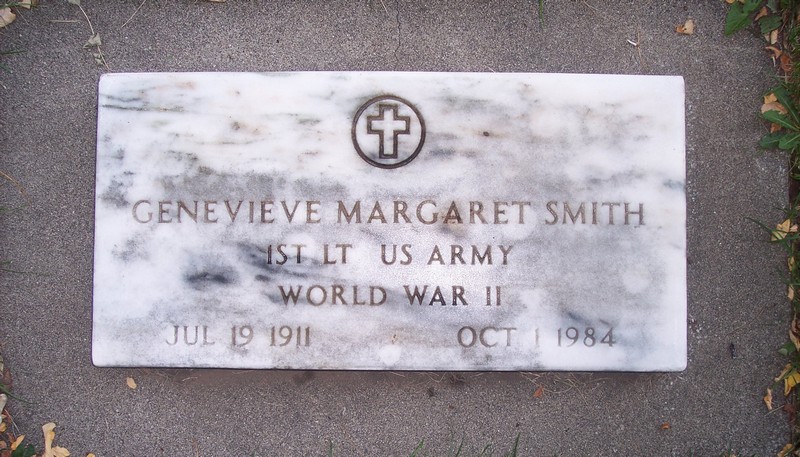 GENEVIEVE MARGARET SMITH
1ST LT US ARMY
WORLD WAR II
JUL 19 1911 OCT 1 1984